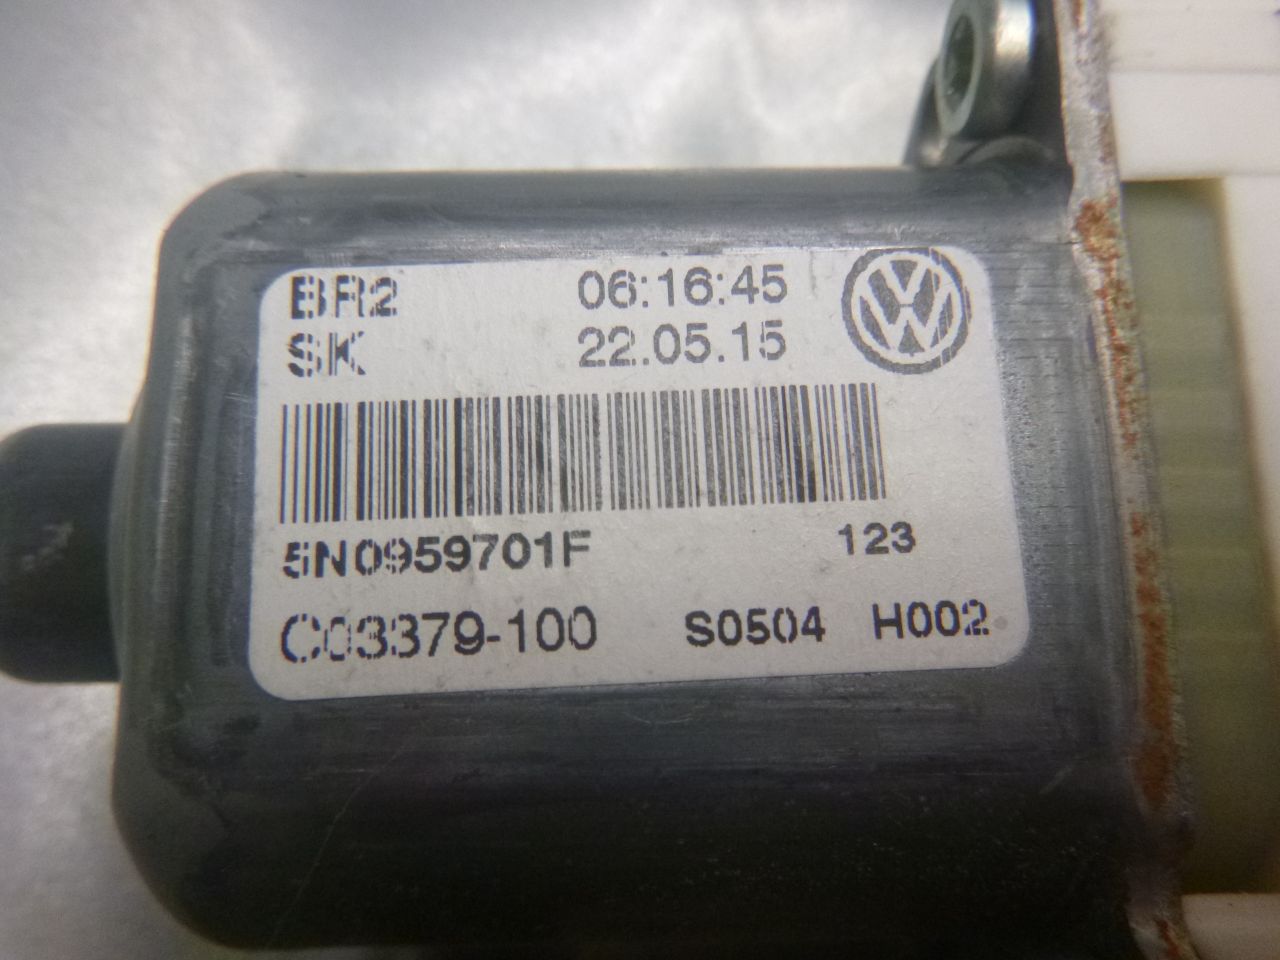 BR2 06:16:45
SK 22.05.15
5N0959701F 123
C03379-100 S0504 H002